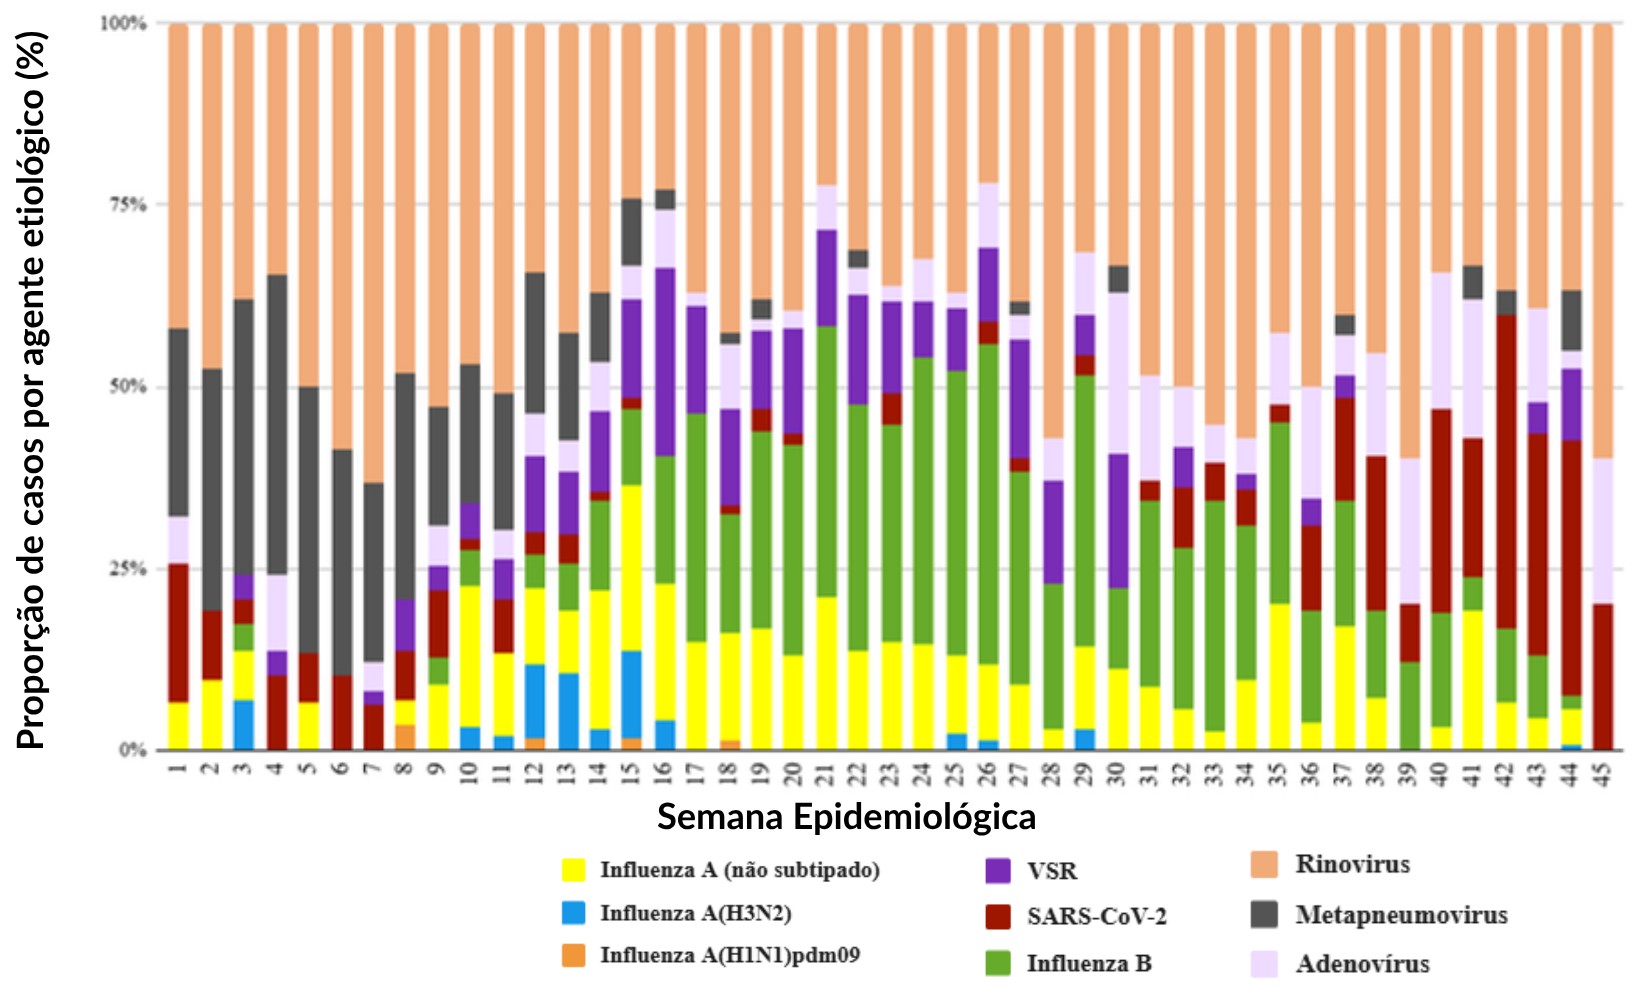 Proporção de casos por agente etiológico (%)
100%
75%
50%
25%
0%
1 2 3 4 5 6 7 8 9 10 11 12 13 14 15 16 17 18 19 20 21 22 23 24 25 26 27 28 29 30 31 32 33 34 35 36 37 38 39 40 41 42 43 44 45
Semana Epidemiológica
Influenza A (não subtipado)
Influenza A(H3N2)
Influenza A(H1N1)pdm09
VSR
SARS-CoV-2
Influenza B
Rinovirus
Metapneumovirus
Adenovírus